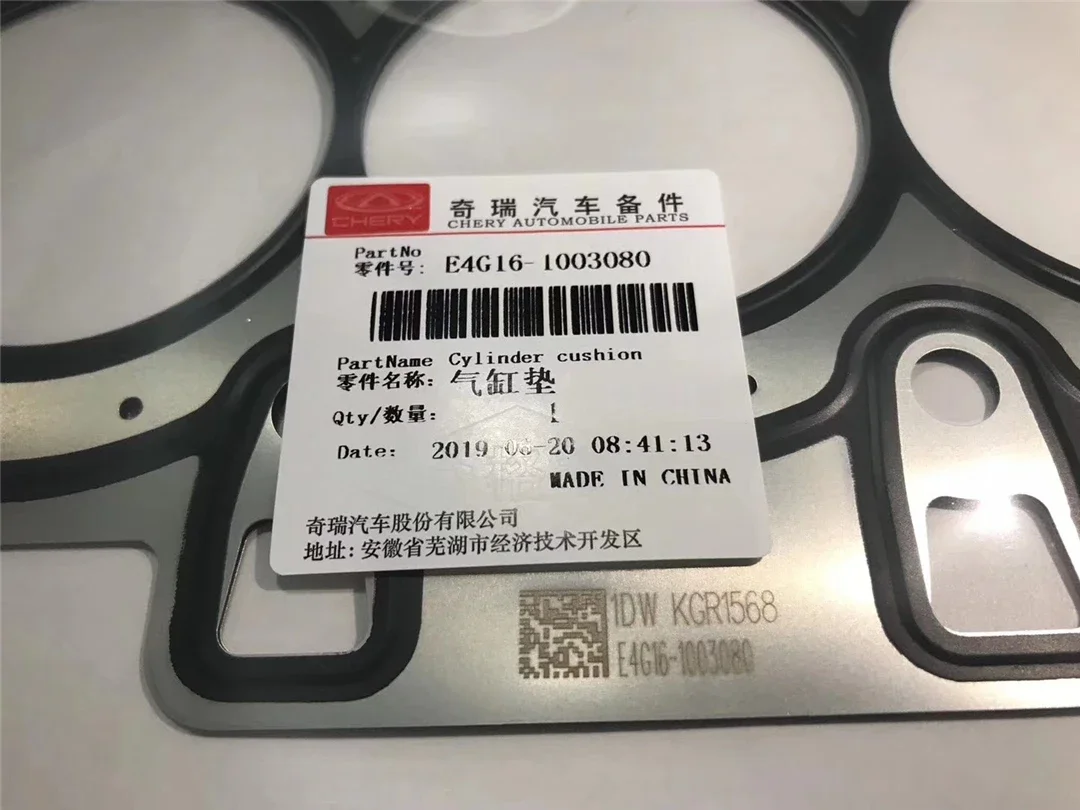 CHERY
奇瑞汽车备件
CHERY AUTOMOBILE PARTS
PartNo
零件号: E4G16-1003080
PartName Cylinder cushion
零件名称: 气缸垫
Qty/数量: 1
Date: 2019 20 08:41:13
MADE IN CHINA
奇瑞汽车股份有限公司
地址: 安徽省芜湖市经济技术开发区
1DW KGR1568
E4G16-1003080